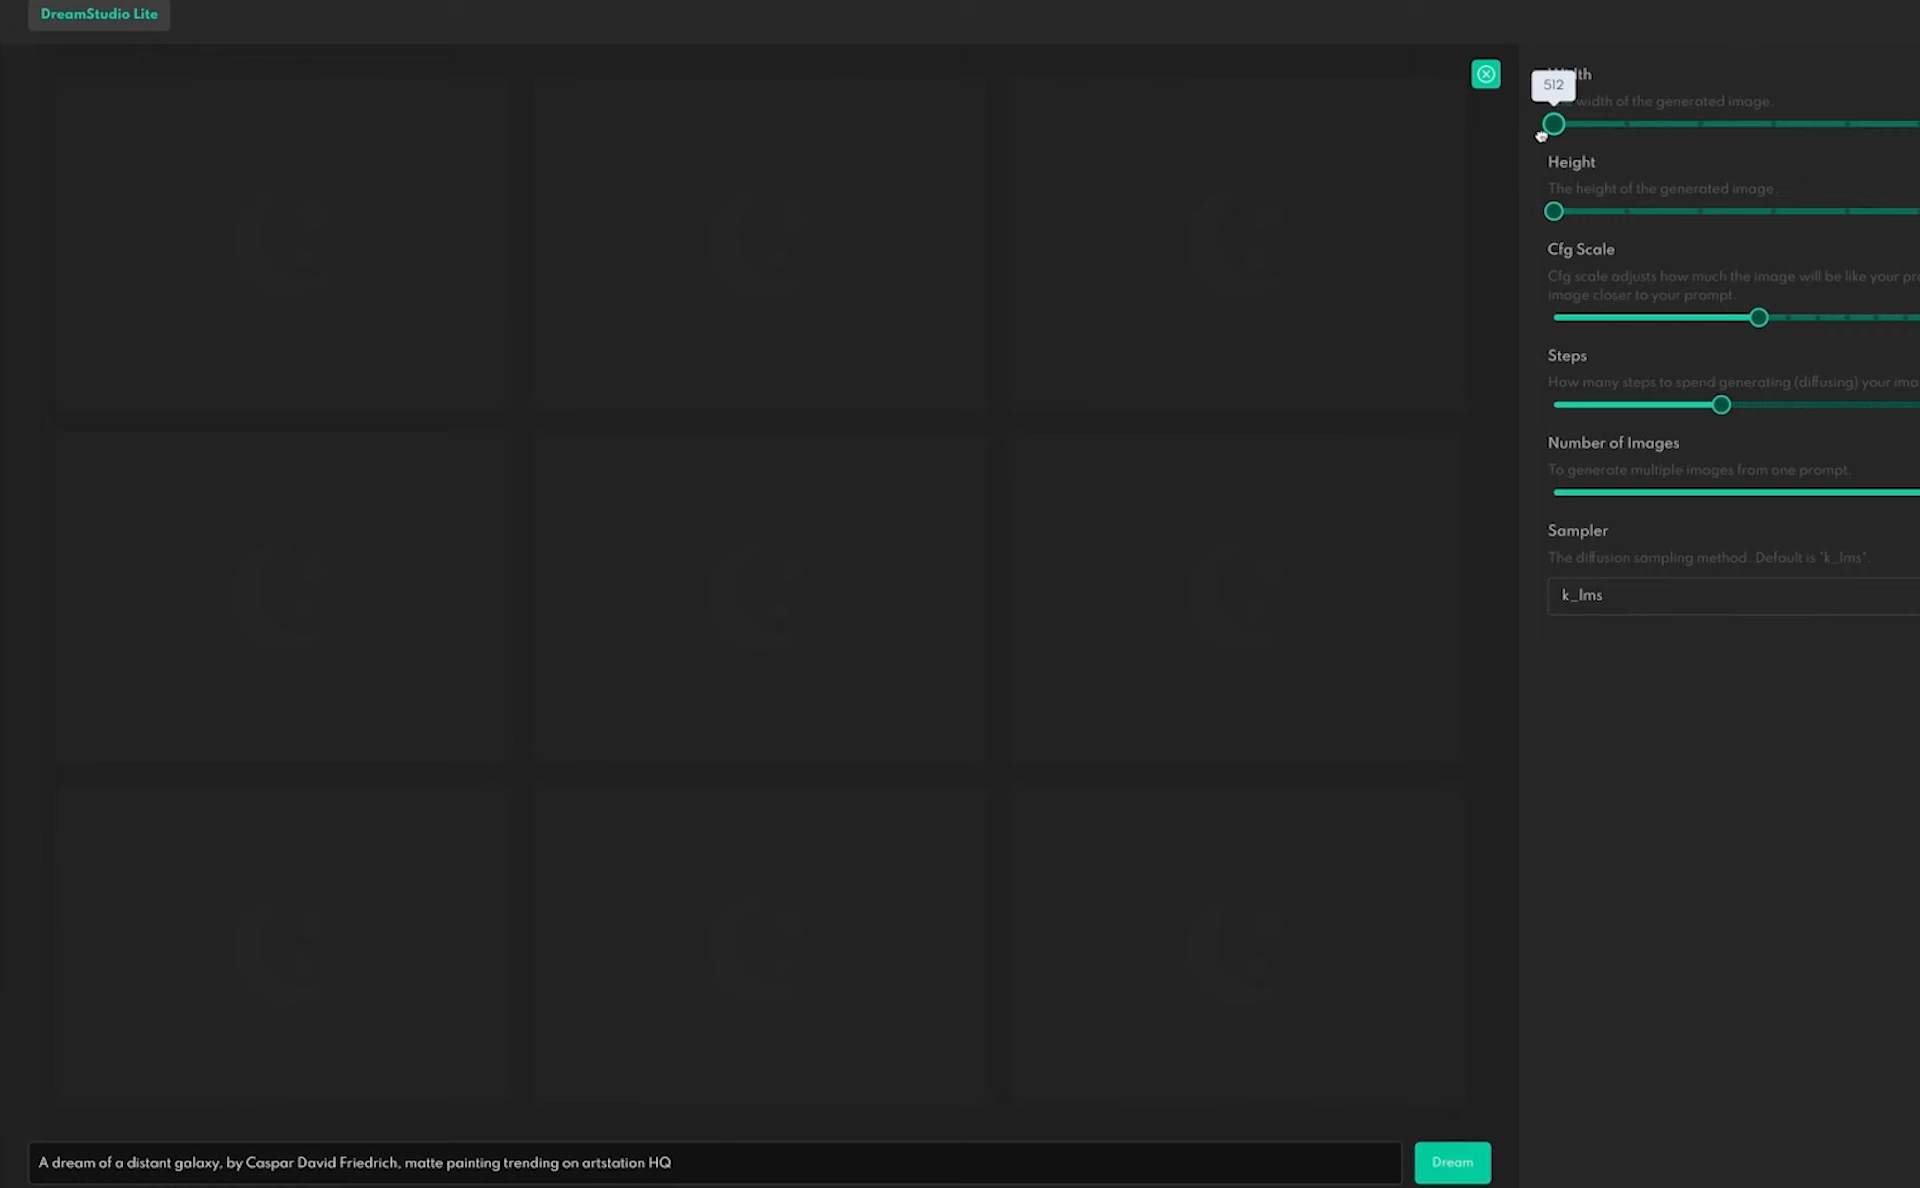 DreamStudio Lite
512
width of the generated image.
Height
The height of the generated image.
Cfg Scale
Cfg scale adjusts how much the image will be like your
image closer to your prompt.
Steps
How many steps to spend generating (diffusing) your
Number of Images
To generate multiple images from one prompt.
Sampler
The diffusion sampling method. Default is "k_lms".
k_lms
A dream of a distant galaxy, by Caspar David Friedrich, matte painting trending on artstation HQ
Dream